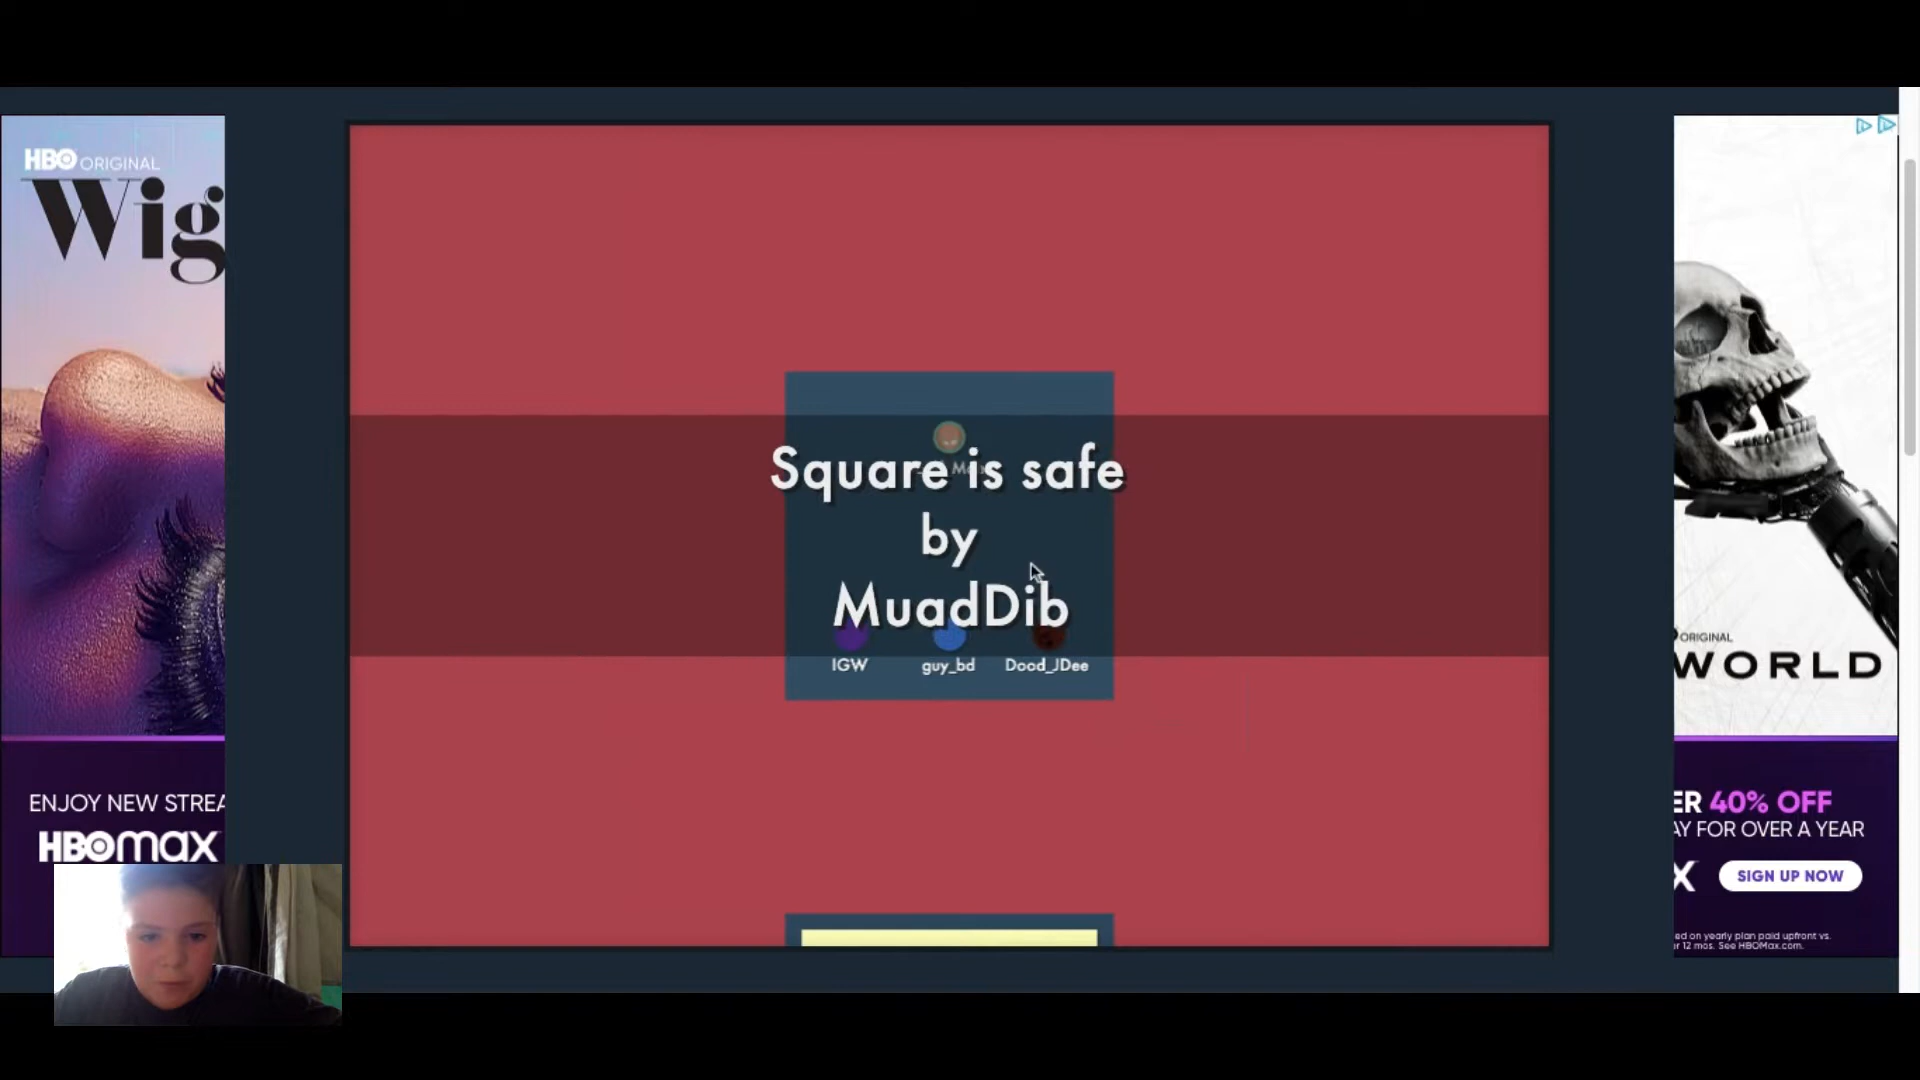 HBO ORIGINAL
Wig
ENJOY NEW STREA
HBOmax
Square is safe
by
MuadDib
IGW
guy_bd
Dood_JDee
ORIGINAL
WORLD
ER 40% OFF
AY FOR OVER A YEAR
X
SIGN UP NOW
ed on yearly plan paid upfront vs.
r 12 mos. See HBOMax.com.